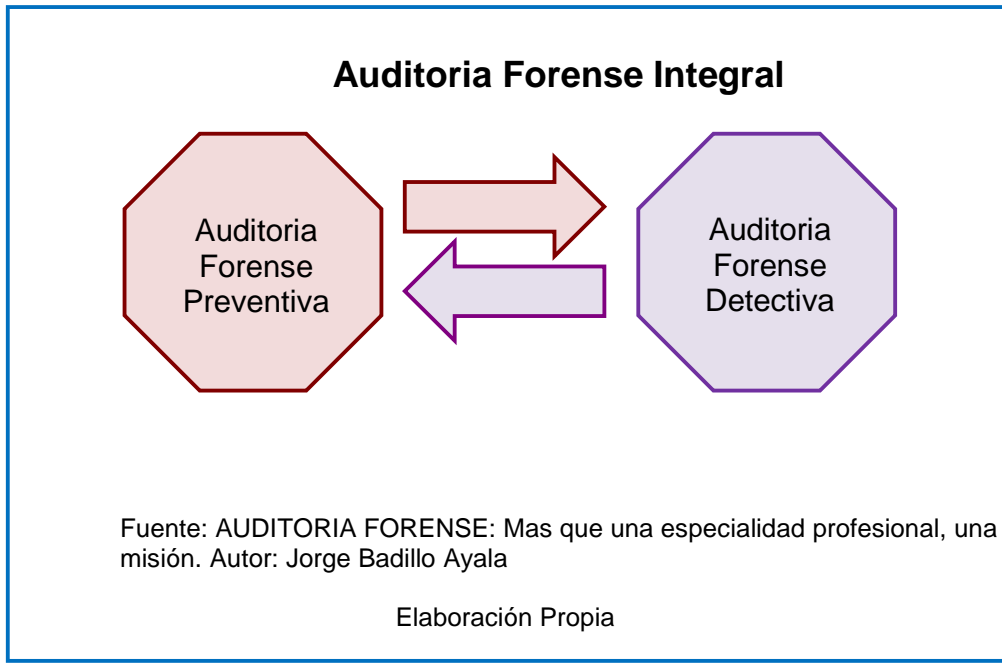 Auditoria Forense Integral
Auditoria
Forense
Preventiva
Auditoria
Forense
Detectiva
Fuente: AUDITORIA FORENSE: Mas que una especialidad profesional, una
misión. Autor: Jorge Badillo Ayala
Elaboración Propia